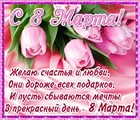 С 8 Марта!
Желаю счастья и любви,
Они дороже всех подарков.
И пусть сбываются мечты
В прекрасный день - 8 Марта!